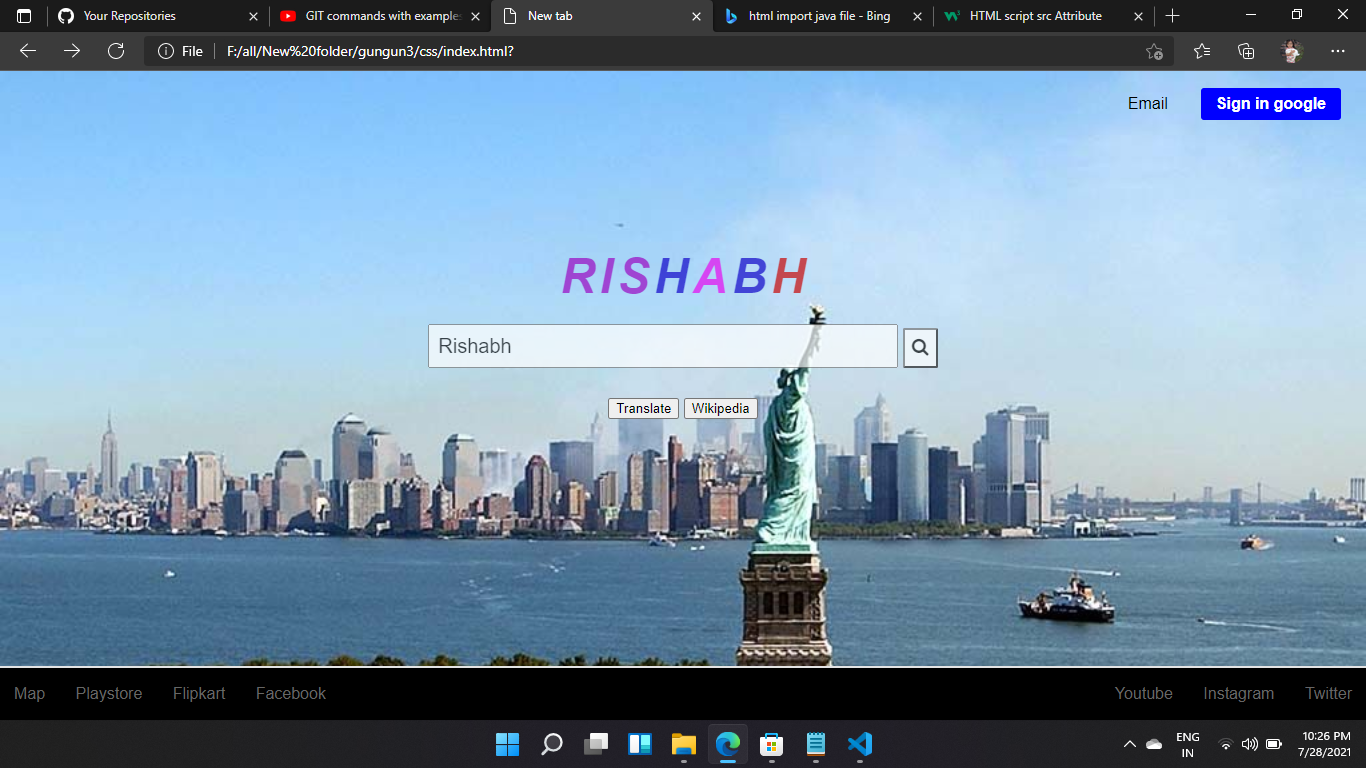 Your Repositories
GIT commands with example
New tab
html import java file - Bing
HTML script src Attribute
File
F:/all/New%20folder/gungun3/css/index.html?
Email
Sign in google
RISHABH
Rishabh
Translate
Wikipedia
Map
Playstore
Flipkart
Facebook
Youtube
Instagram
Twitter
ENG
IN
10:26 PM
7/28/2021